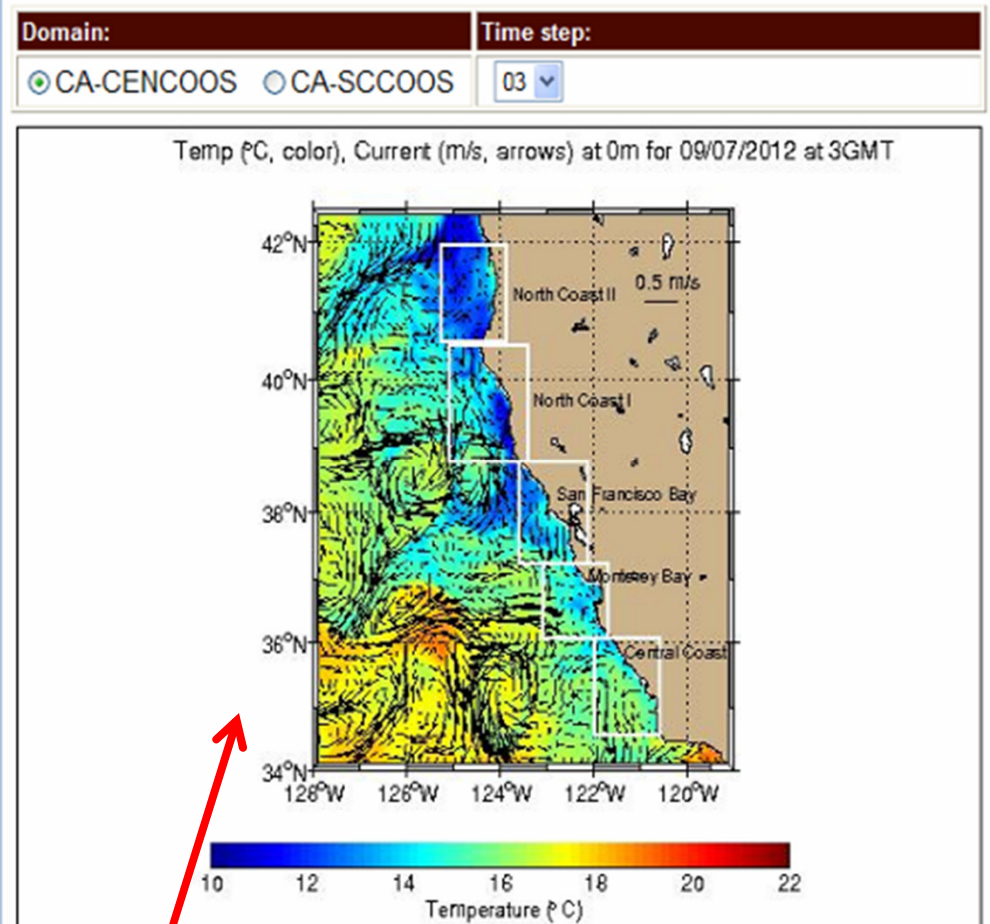 Domain: Time step:
CA-CENCOOS CA-SCCOOS 03
Temp (°C, color), Current (m/s, arrows) at 0m for 09/07/2012 at 3GMT
42°N
0.5 m/s
North Coast II
40°N
North Coast I
San Francisco Bay
38°N
Monterey Bay
36°N
Central Coast
34°N
128°W 126°W 124°W 122°W 120°W
10 12 14 16 18 20 22
Temperature (°C)